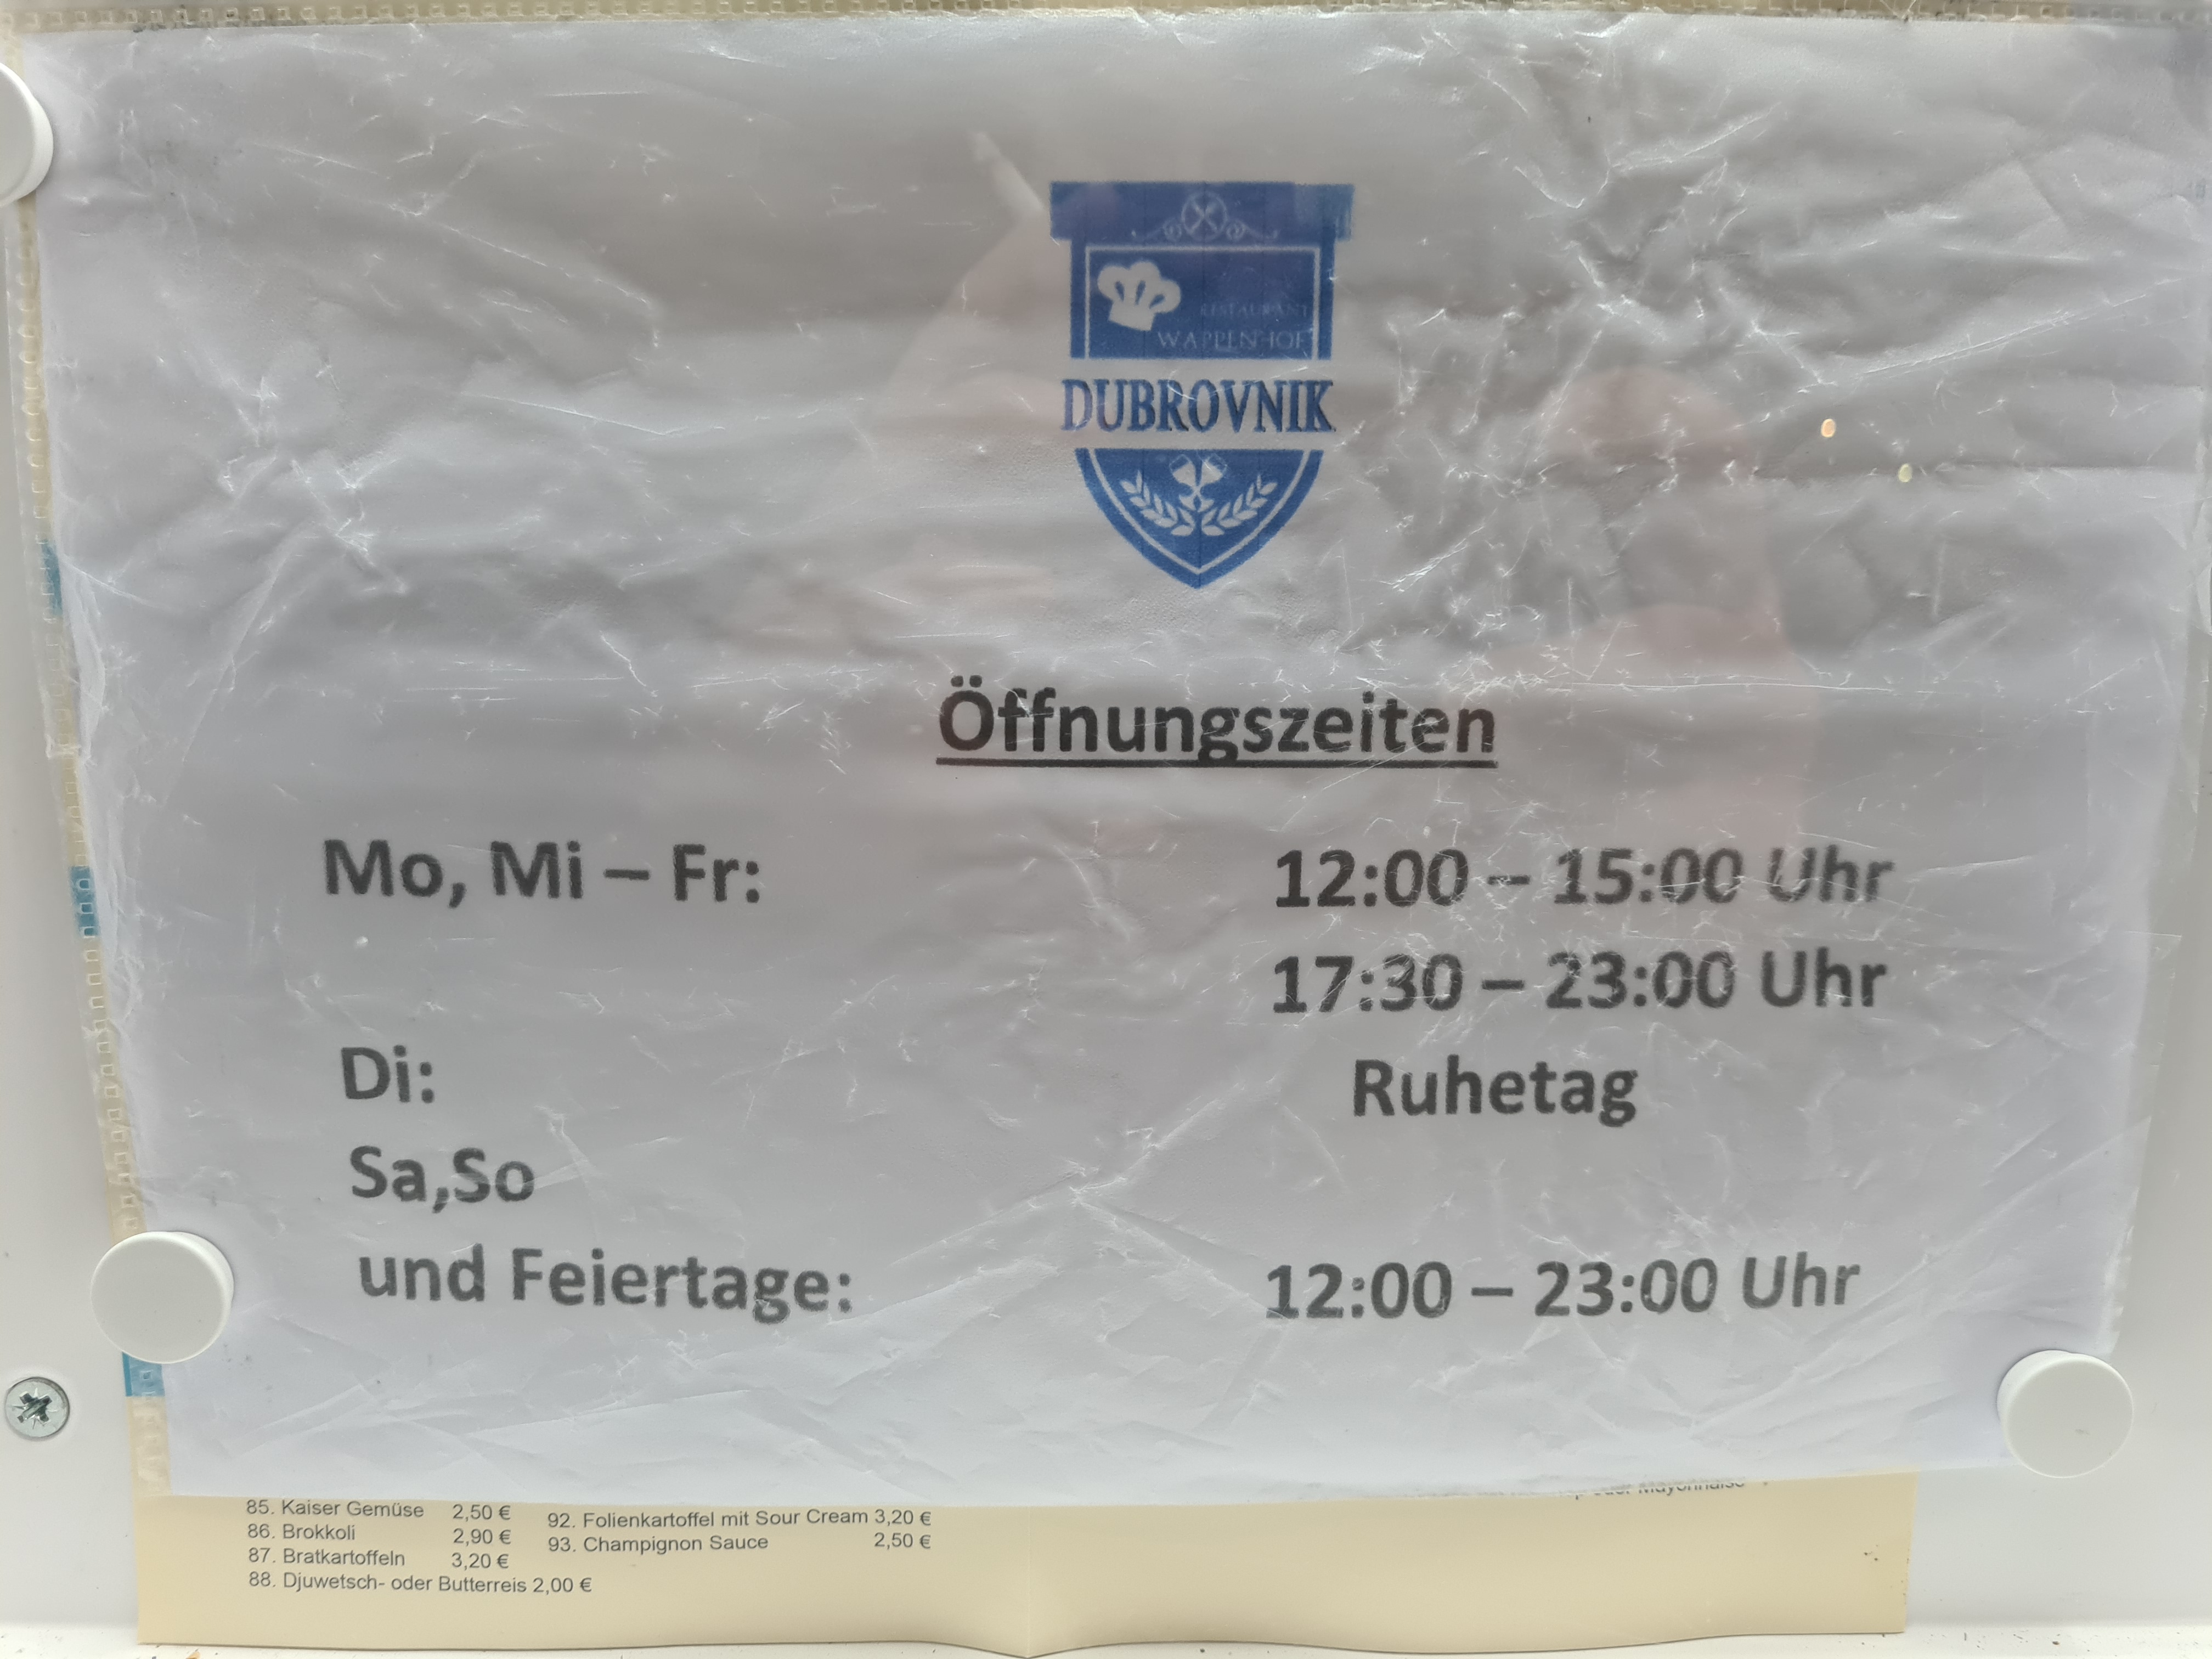 RESTAURANT
WAPPENHOF
DUBROVNIK
Öffnungszeiten
Mo, Mi – Fr: 12:00 – 15:00 Uhr
17:30 – 23:00 Uhr
Di: Ruhetag
Sa,So
und Feiertage: 12:00 – 23:00 Uhr
oder Mayonnaise
85. Kaiser Gemüse 2,50 €
86. Brokkoli 2,90 €
87. Bratkartoffeln 3,20 €
88. Djuwetsch- oder Butterreis 2,00 €
92. Folienkartoffel mit Sour Cream 3,20 €
93. Champignon Sauce 2,50 €